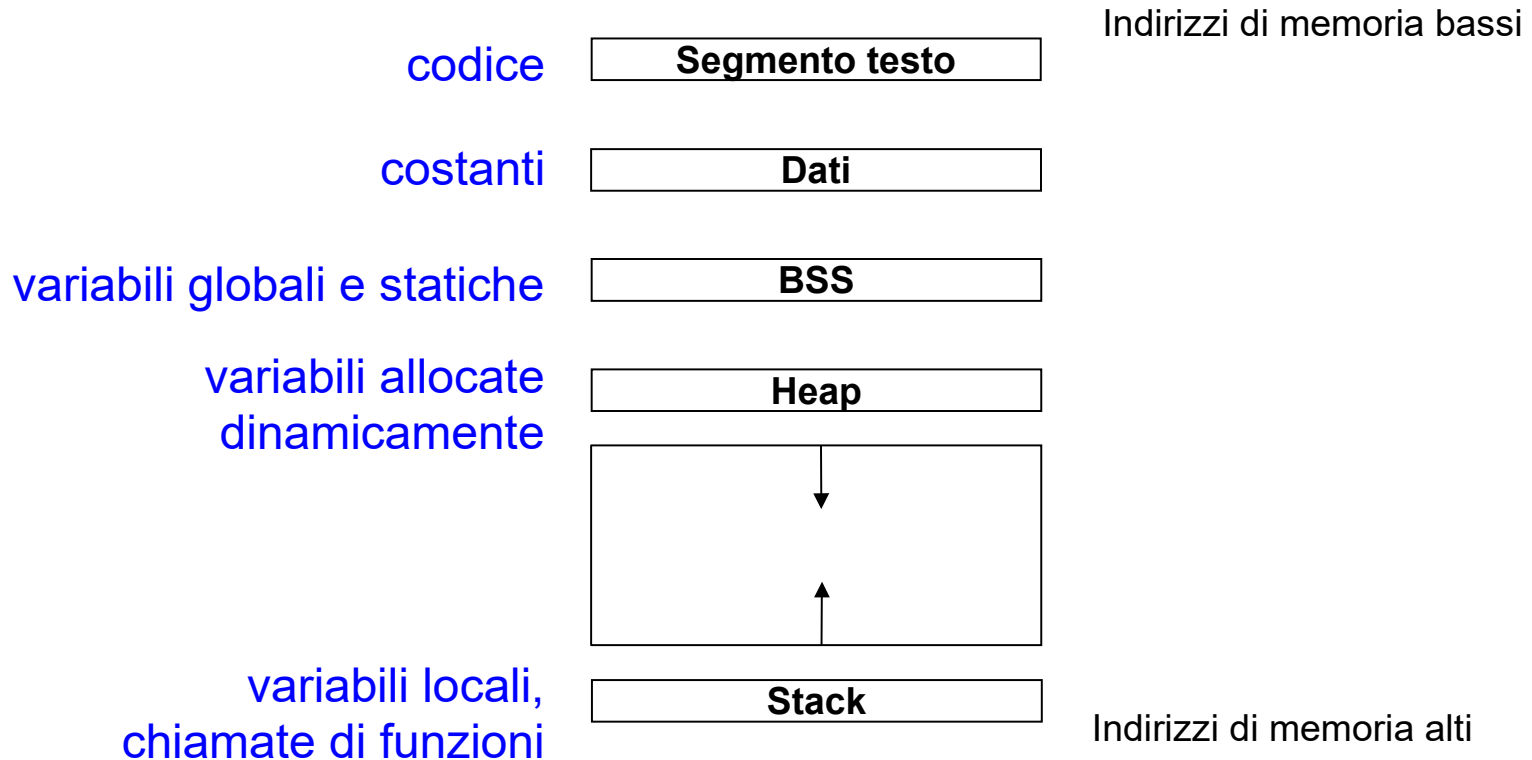 Indirizzi di memoria bassi
codice
Segmento testo
costanti
Dati
variabili globali e statiche
BSS
variabili allocate
dinamicamente
Heap
variabili locali,
chiamate di funzioni
Stack
Indirizzi di memoria alti